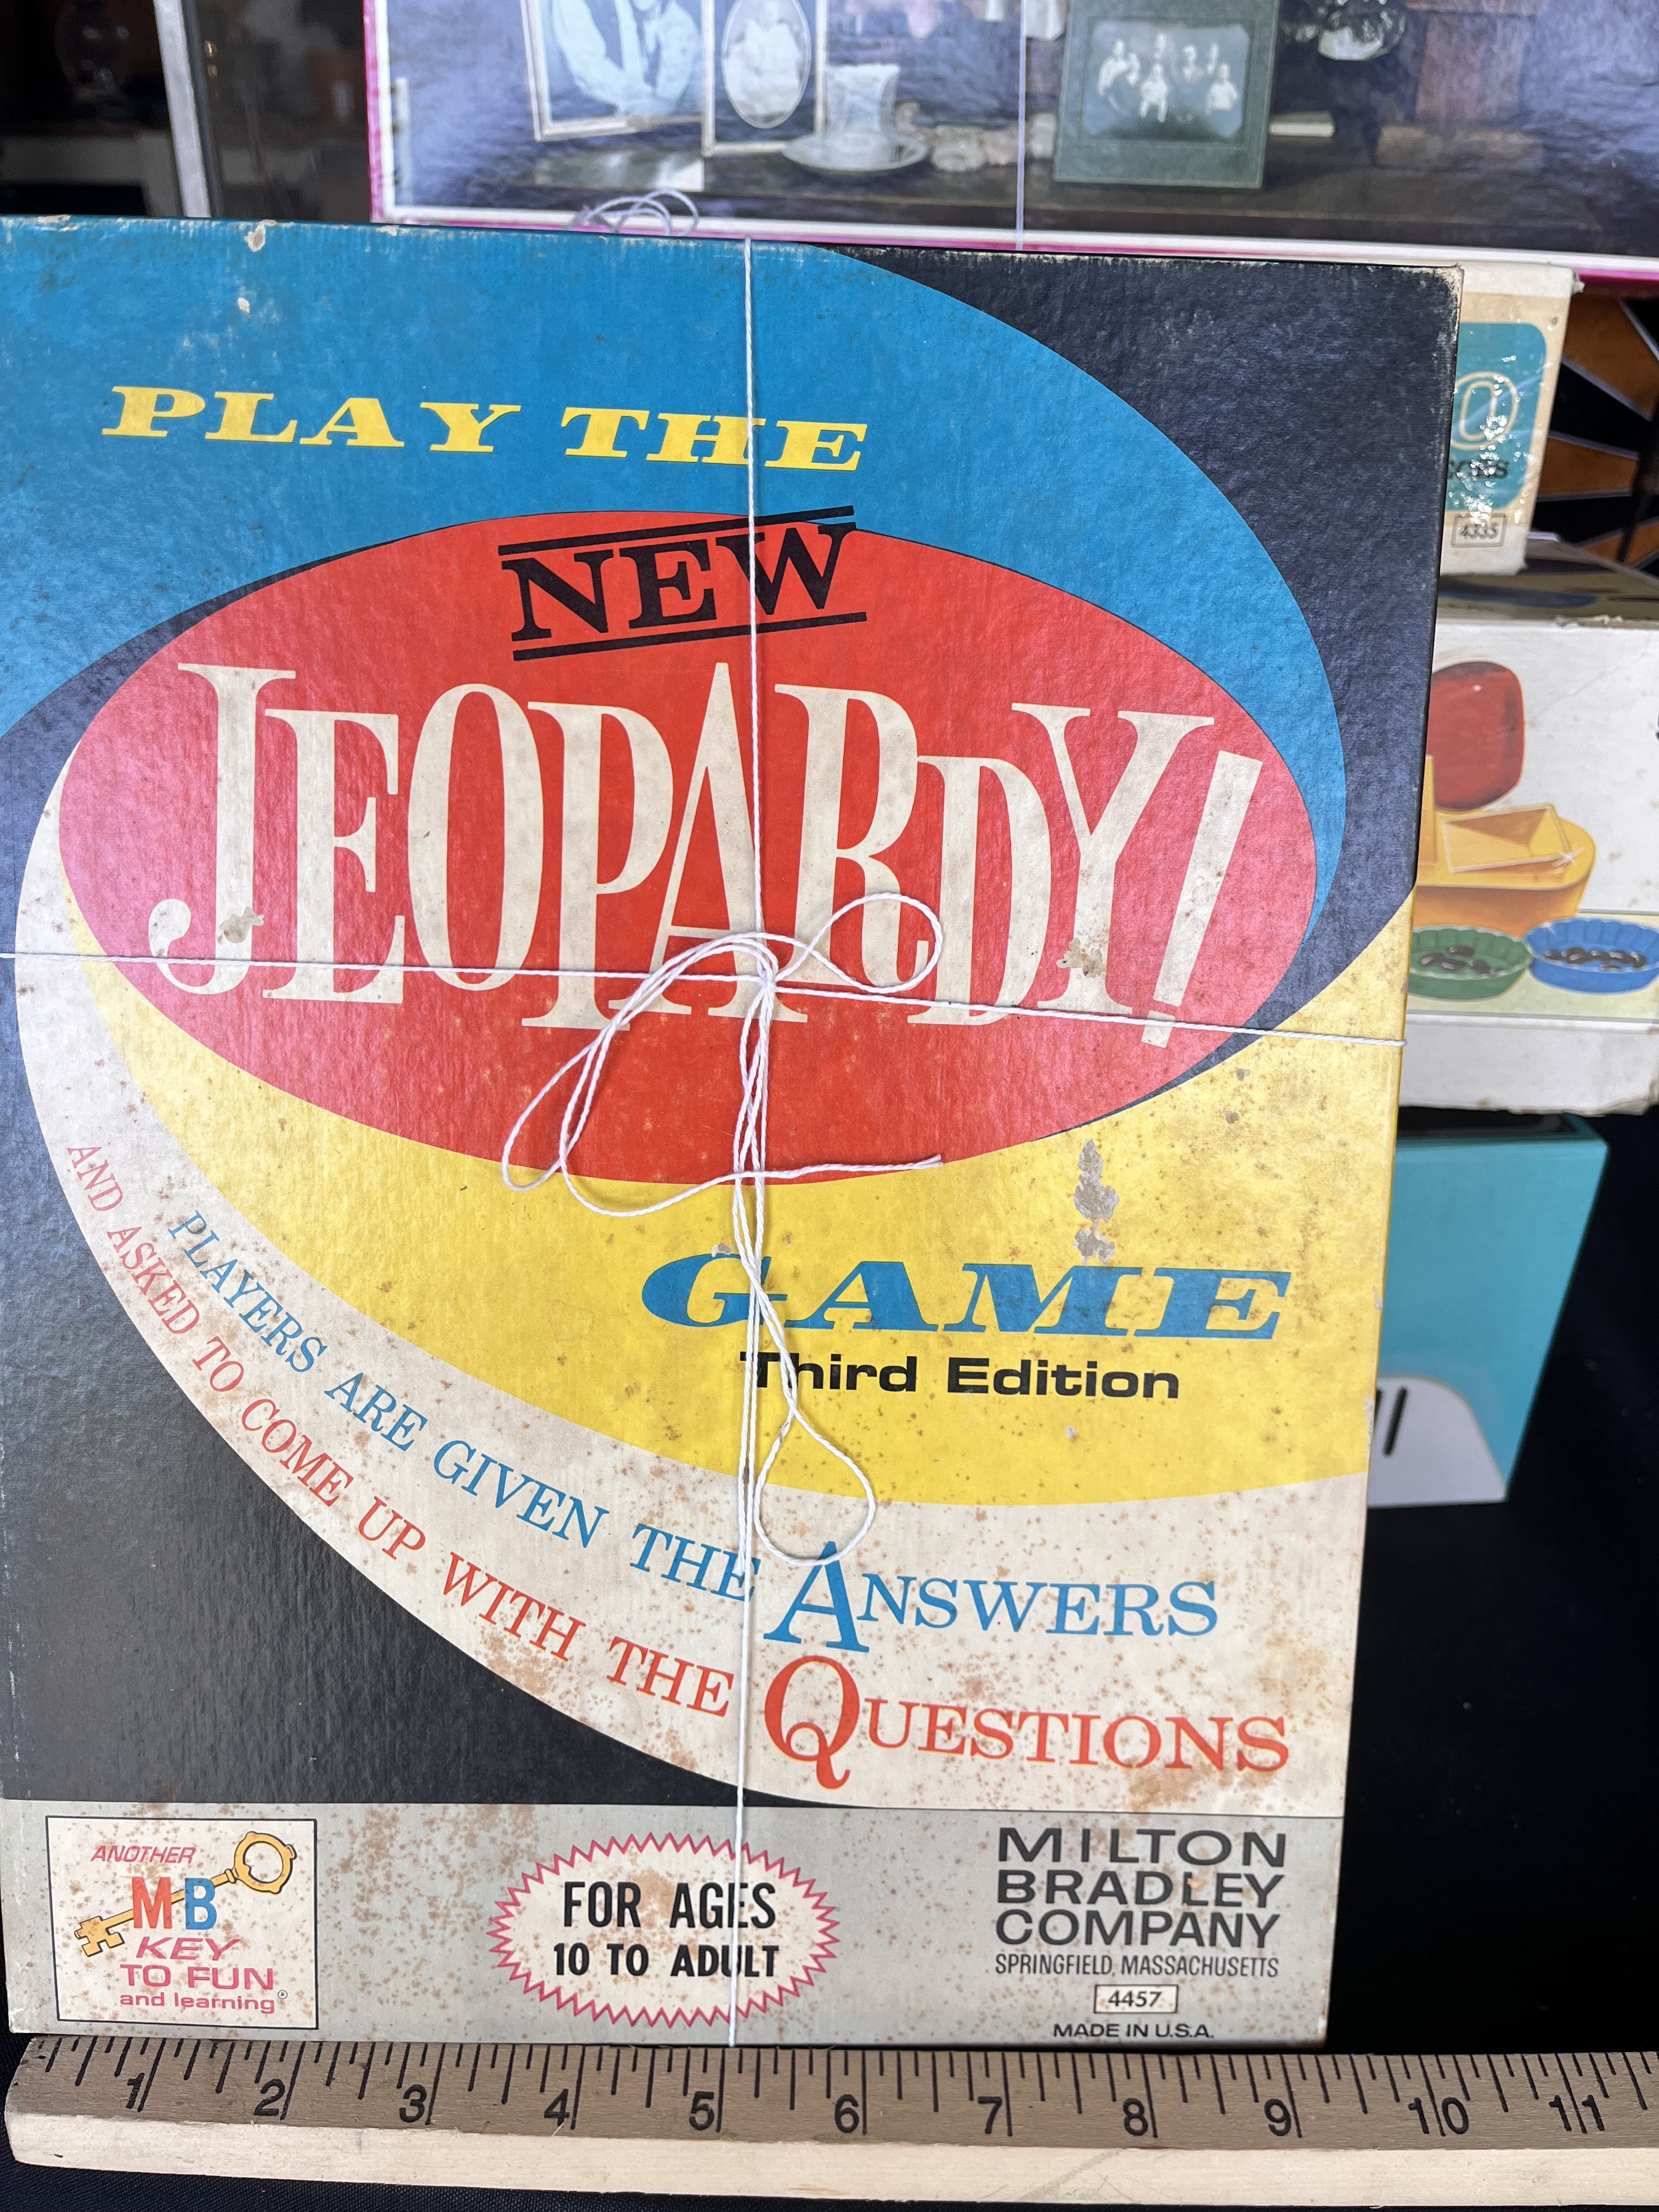 PLAY THE
NEW
JEOPARDY!
GAME
Third Edition
PLAYERS ARE GIVEN THE ANSWERS
AND ASKED TO COME UP WITH THE QUESTIONS
ANOTHER
MB
KEY
TO FUN
and learning®
FOR AGES
10 TO ADULT
MILTON
BRADLEY
COMPANY
SPRINGFIELD, MASSACHUSETTS
4457
MADE IN U.S.A.
4335
1 2 3 4 5 6 7 8 9 10 11